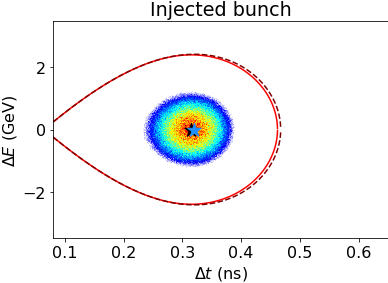 Injected bunch
ΔE (GeV)
2
0
−2
0.1 0.2 0.3 0.4 0.5 0.6
Δt (ns)